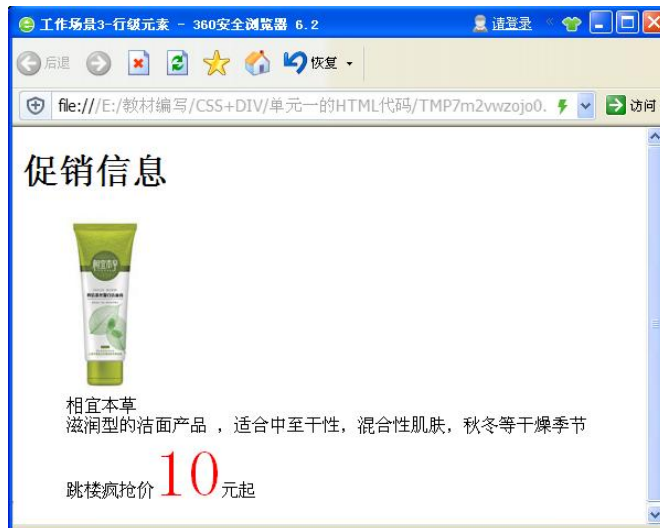 工作场景3-行级元素 - 360安全浏览器 6.2
请登录
后退
恢复
file:///E:/教材编写/CSS+DIV/单元一的HTML代码/TMP7m2vwzojo0.
访问
促销信息
相宜本草
相宜本草
滋润型的洁面产品 ，适合中至干性，混合性肌肤，秋冬等干燥季节
跳楼疯抢价10元起